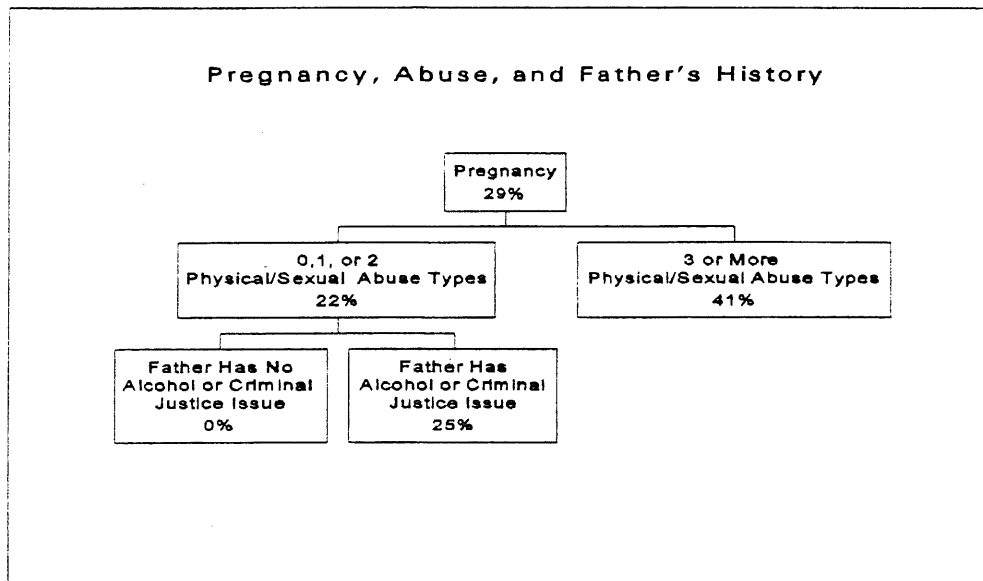 Pregnancy, Abuse, and Father's History
Pregnancy
29%
0,1, or 2
Physical/Sexual Abuse Types
22%
3 or More
Physical/Sexual Abuse Types
41%
Father Has No
Alcohol or Criminal
Justice Issue
0%
Father Has
Alcohol or Criminal
Justice Issue
25%